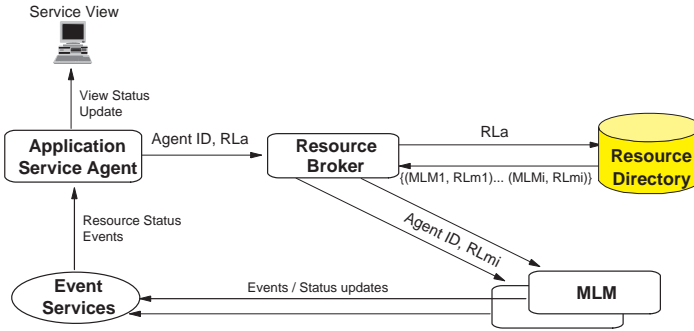 Service View
View Status
Update
Application
Service Agent
Agent ID, RLa
Resource
Broker
RLa
{(MLM1, RLm1)... (MLMi, RLmi)}
Resource
Directory
Resource Status
Events
Agent ID, RLmi
Event
Services
Events / Status updates
MLM